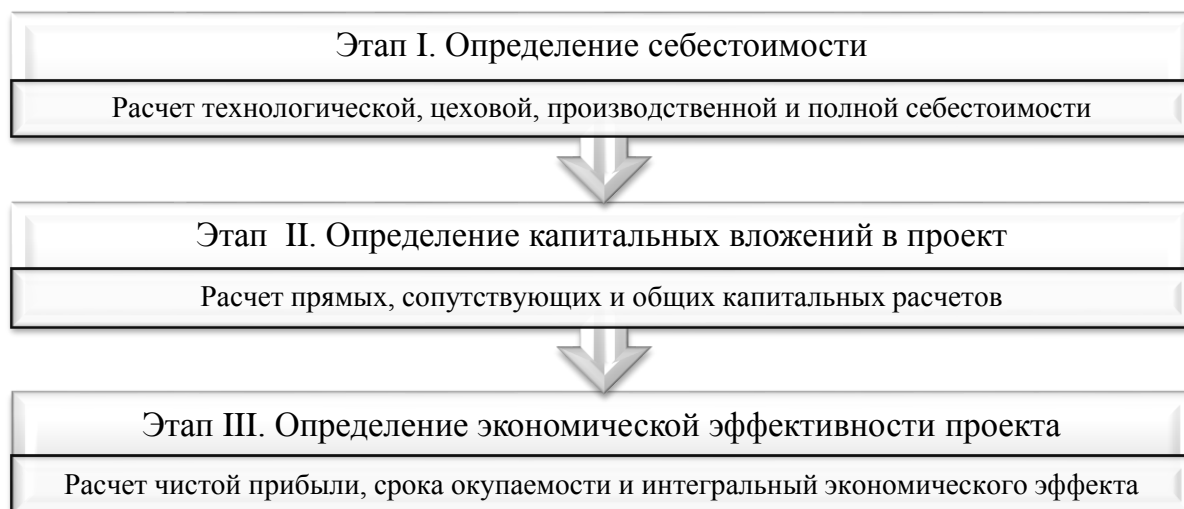 Этап I. Определение себестоимости
Расчет технологической, цеховой, производственной и полной себестоимости
Этап II. Определение капитальных вложений в проект
Расчет прямых, сопутствующих и общих капитальных расчетов
Этап III. Определение экономической эффективности проекта
Расчет чистой прибыли, срока окупаемости и интегральный экономического эффекта